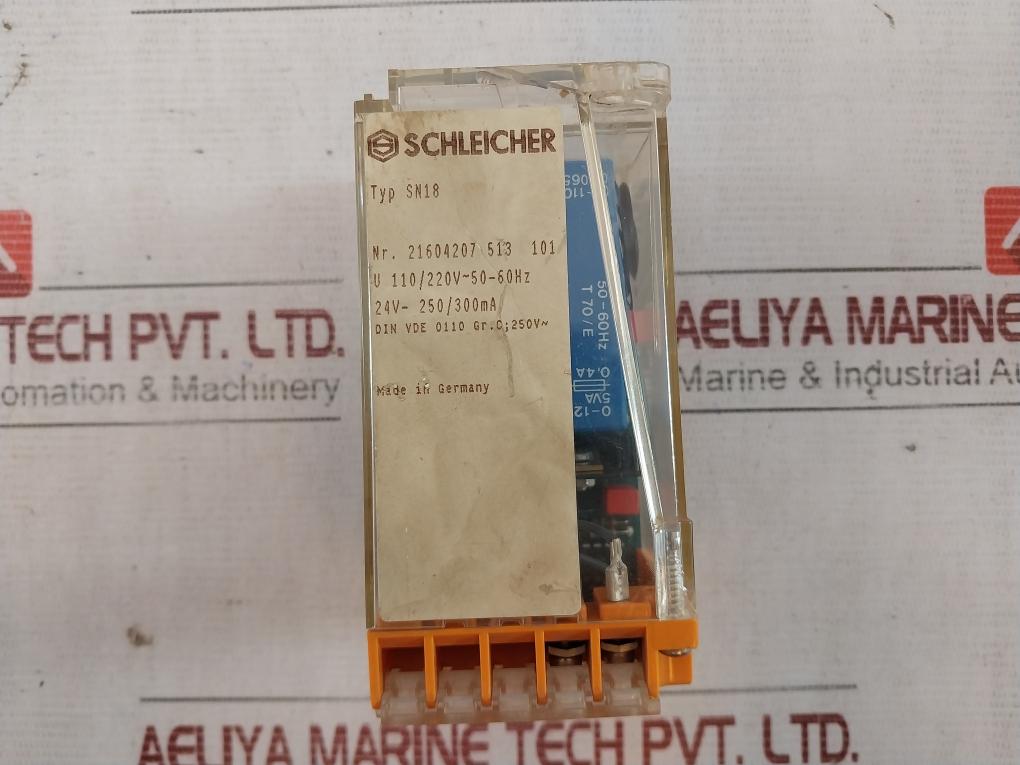 SCHLEICHER
Typ SN18
Nr. 21604207 513 101
U 110/220V~50-60Hz
24V- 250/300mA
DIN VDE 0110 Gr.C;250V~
Made in Germany
50-60Hz
T 70/E
0,4A
5VA
0-12
TECH PVT. LTD.
omation & Machinery
AELIYA MARINE
Marine & Industrial Au
AELIYA MARINE TECH PVT. LTD.